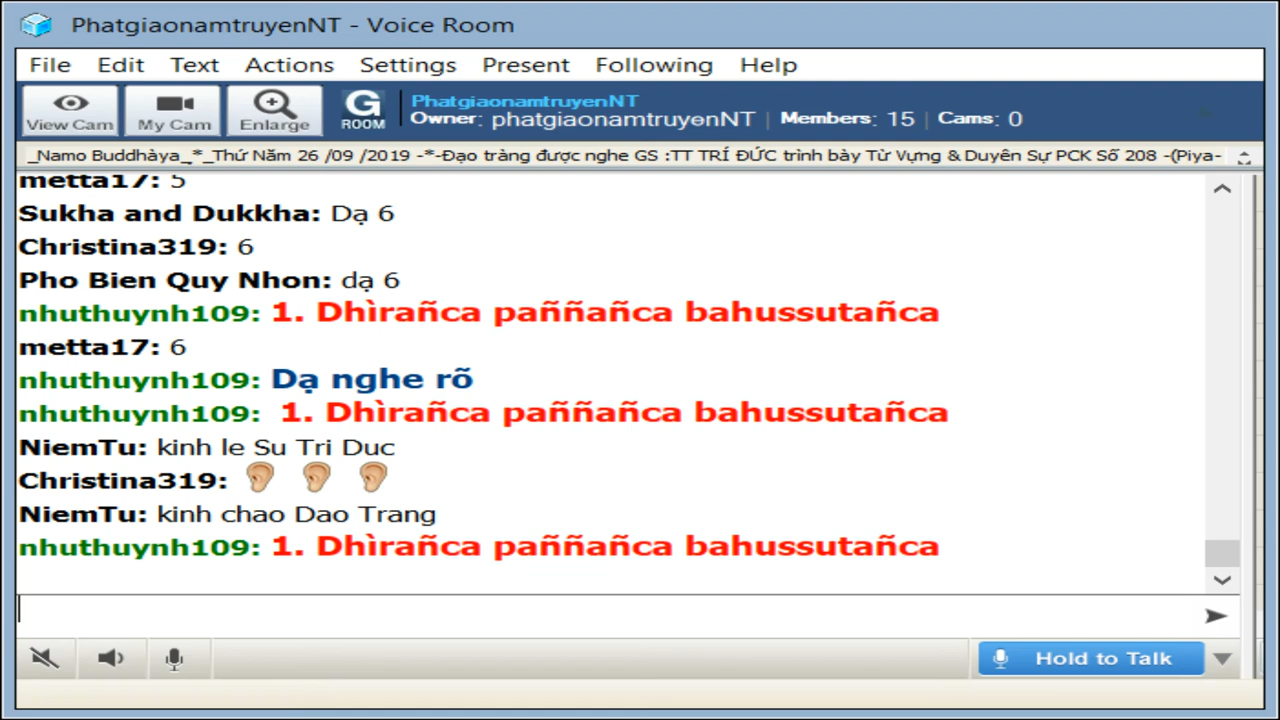 PhatgiaonamtruyenNT - Voice Room
File Edit Text Actions Settings Present Following Help
View Cam My Cam Enlarge G ROOM
PhatgiaonamtruyenNT
Owner: phatgiaonamtruyenNT | Members: 15 | Cams: 0
_Namo Buddhàya_*_Thứ Năm 26 /09 /2019 -*-Đạo tràng được nghe GS :TT TRÍ ĐỨC trình bày Từ Vựng & Duyên Sự PCK Số 208 -(Piya-
metta17: 5
Sukha and Dukkha: Dạ 6
Christina319: 6
Pho Bien Quy Nhon: dạ 6
nhuthuynh109: 1. Dhìrañca paññañca bahussutañca
metta17: 6
nhuthuynh109: Dạ nghe rõ
nhuthuynh109: 1. Dhìrañca paññañca bahussutañca
NiemTu: kinh le Su Tri Duc
Christina319:
NiemTu: kinh chao Dao Trang
nhuthuynh109: 1. Dhìrañca paññañca bahussutañca
Hold to Talk